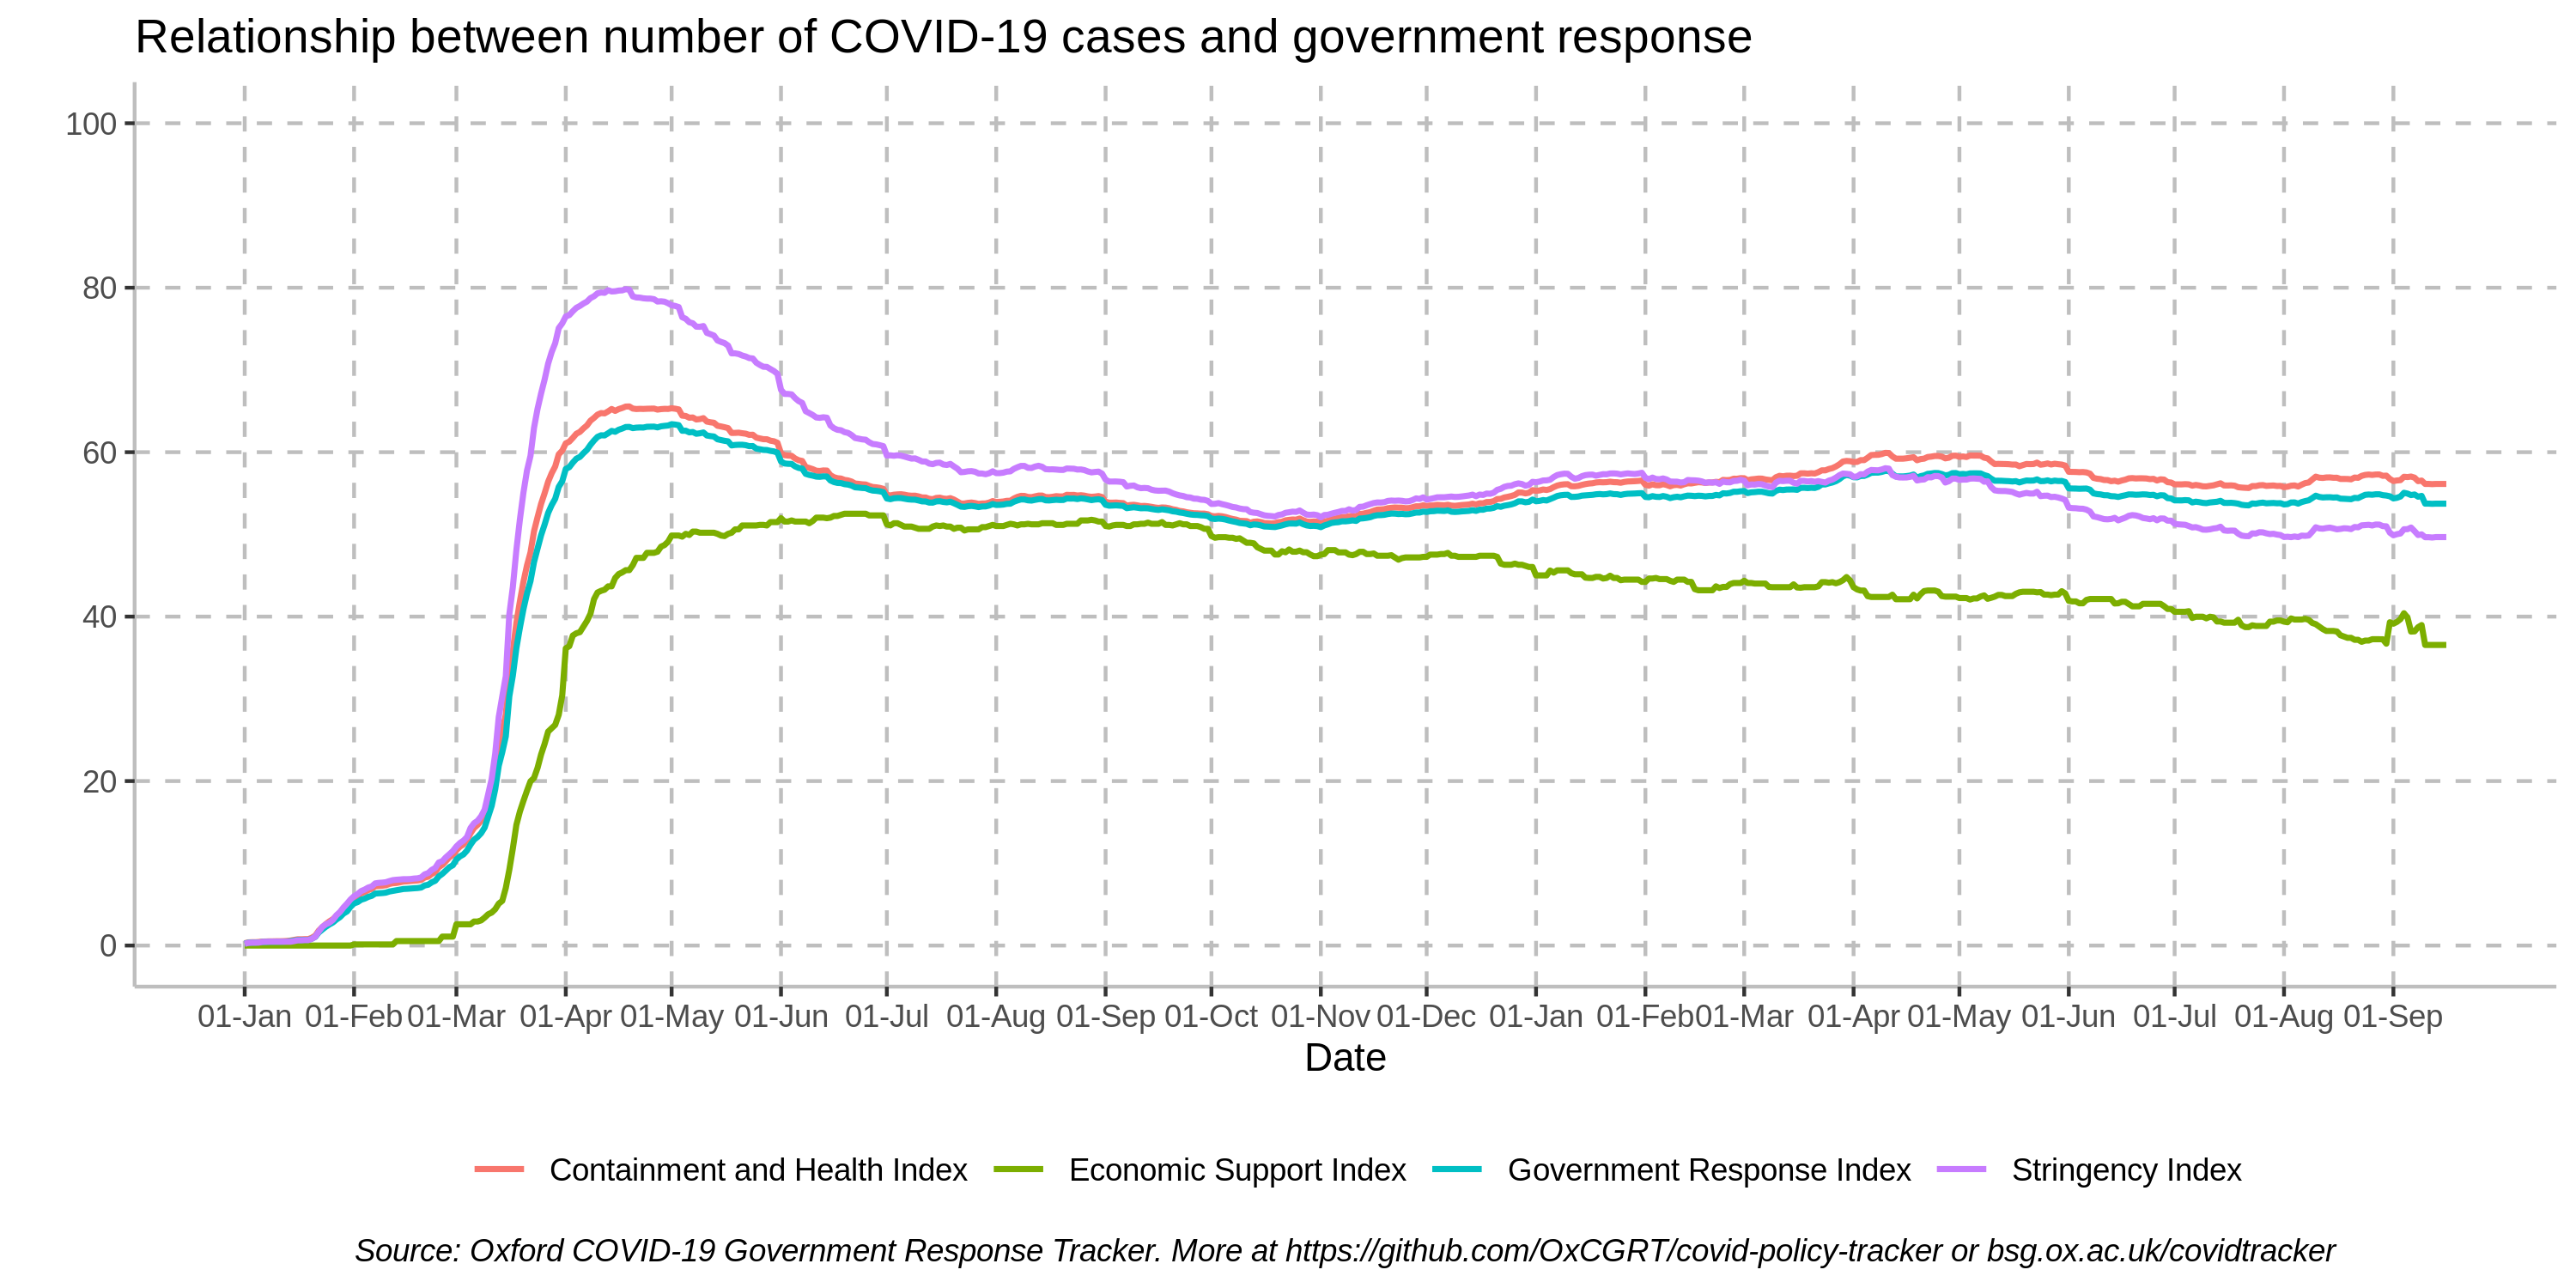 Relationship between number of COVID-19 cases and government response
100
80
60
40
20
0
01-Jan 01-Feb 01-Mar 01-Apr 01-May 01-Jun 01-Jul 01-Aug 01-Sep 01-Oct 01-Nov 01-Dec 01-Jan 01-Feb 01-Mar 01-Apr 01-May 01-Jun 01-Jul 01-Aug 01-Sep
Date
Containment and Health Index Economic Support Index Government Response Index Stringency Index
Source: Oxford COVID-19 Government Response Tracker. More at https://github.com/OxCGRT/covid-policy-tracker or bsg.ox.ac.uk/covidtracker